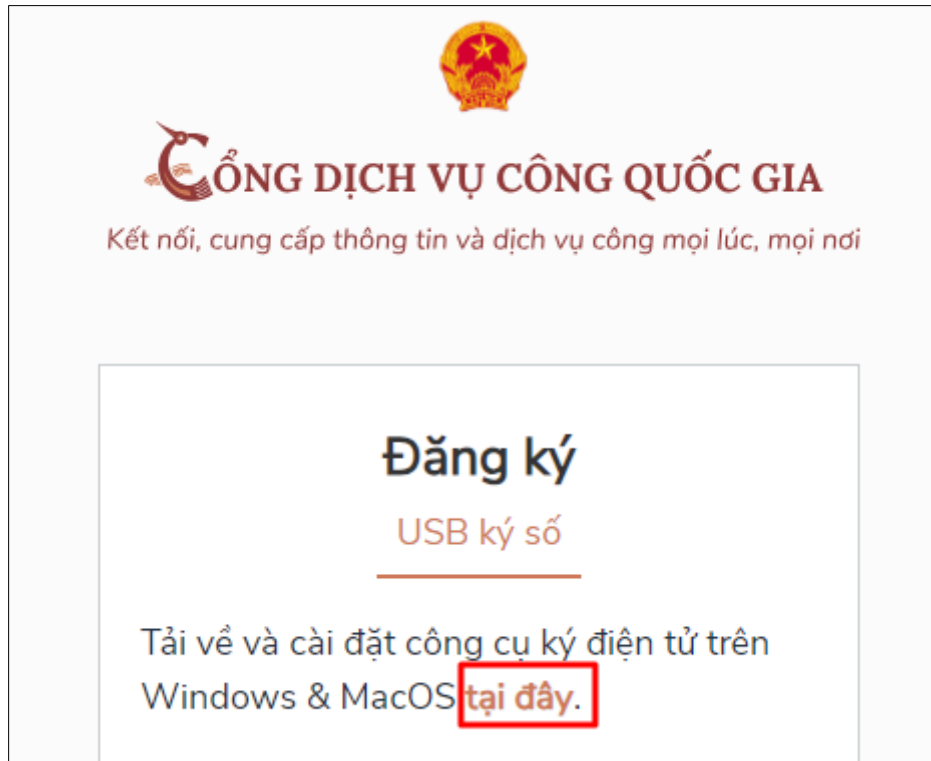 CỔNG DỊCH VỤ CÔNG QUỐC GIA
Kết nối, cung cấp thông tin và dịch vụ công mọi lúc, mọi nơi
Đăng ký
USB ký số
Tải về và cài đặt công cụ ký điện tử trên
Windows & MacOS tại đây.